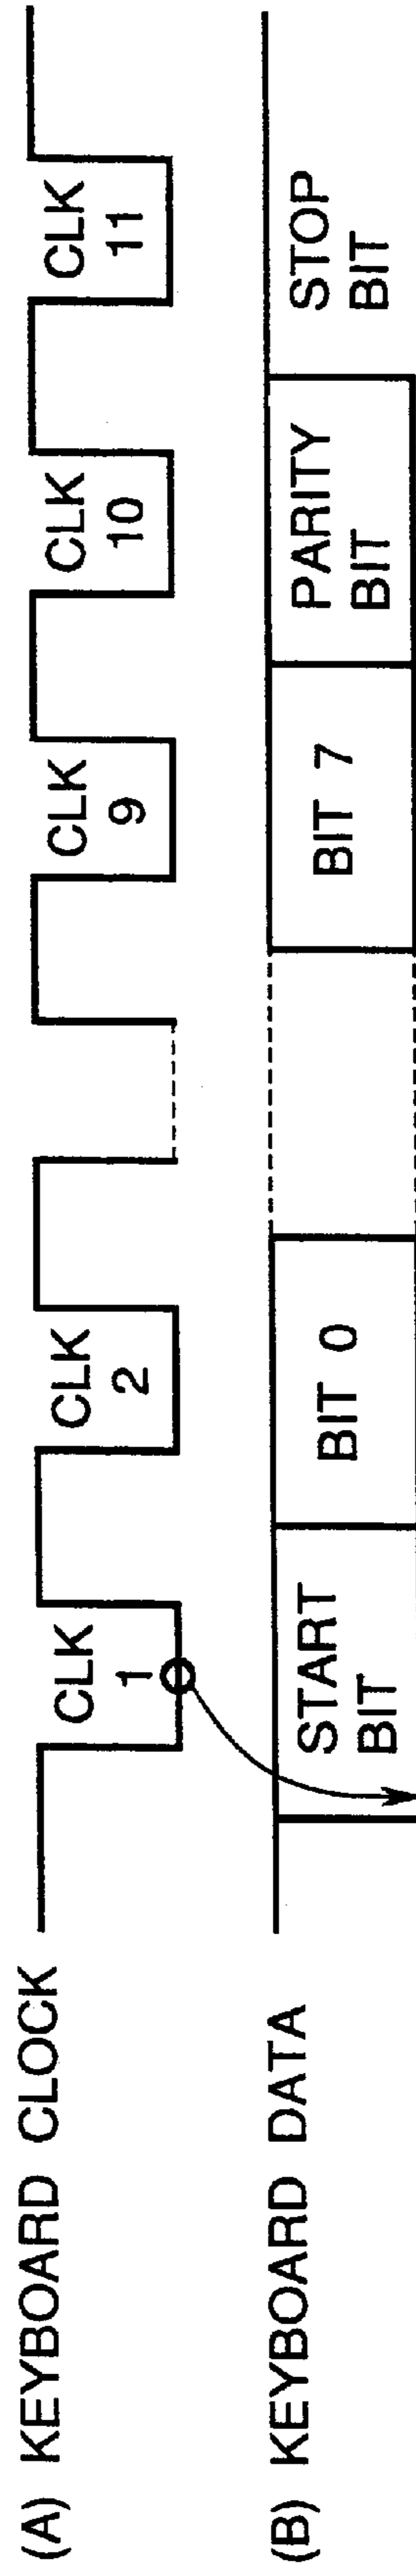 (A) KEYBOARD CLOCK
CLK
1
CLK
2
CLK
9
CLK
10
CLK
11
(B) KEYBOARD DATA
START
BIT
BIT 0
BIT 7
PARITY
BIT
STOP
BIT